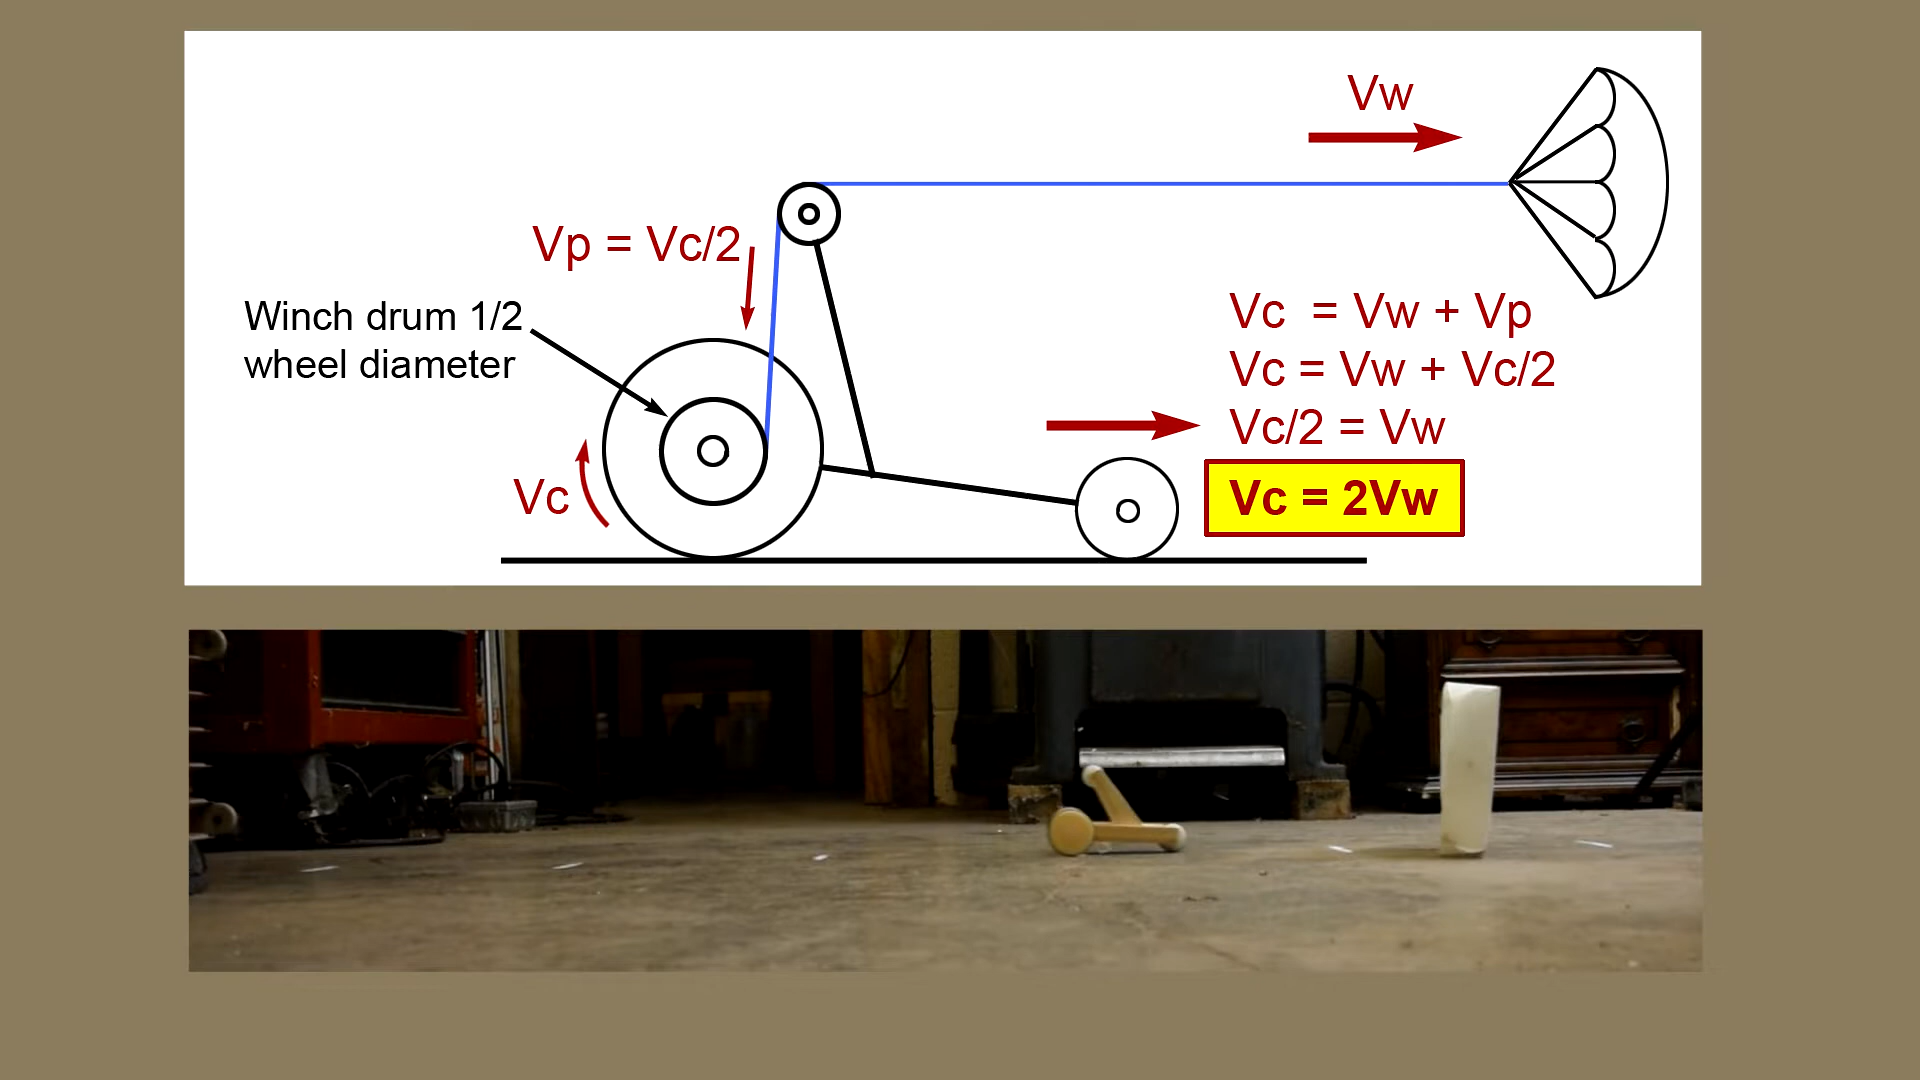 Vw
Vp = Vc/2
Winch drum 1/2
wheel diameter
Vc = Vw + Vp
Vc = Vw + Vc/2
Vc/2 = Vw
Vc = 2Vw
Vc